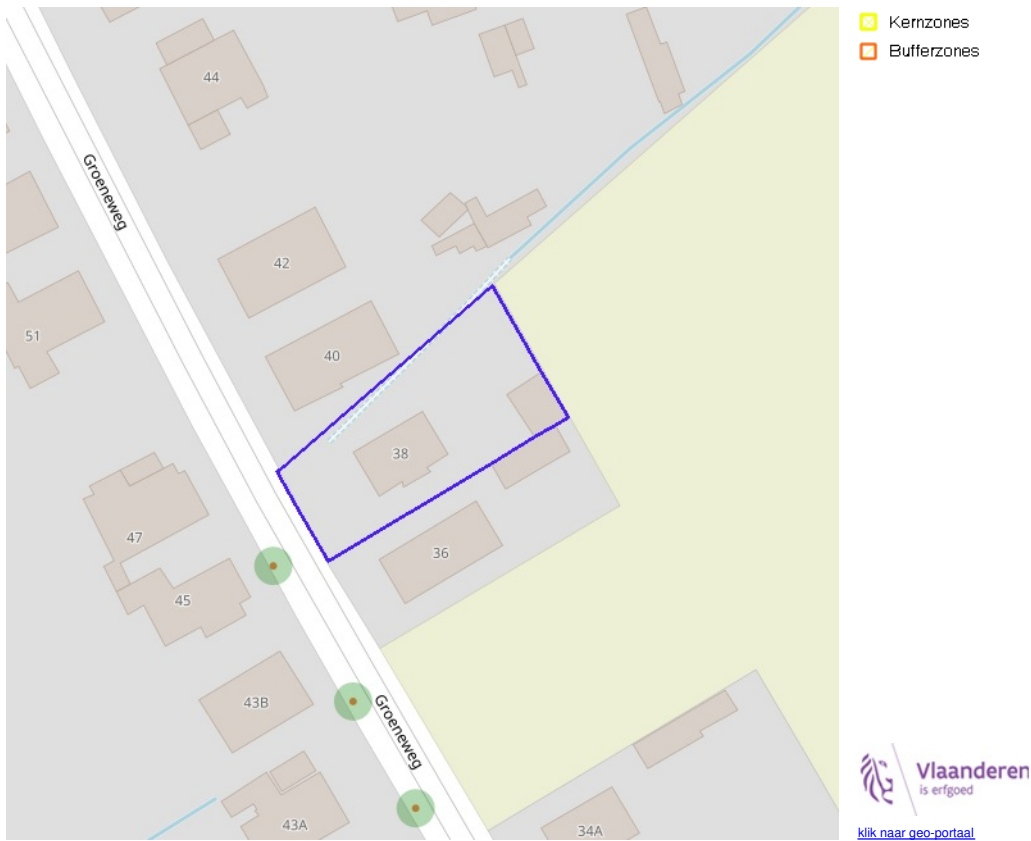 Kernzones
Bufferzones
44
Groeneweg
42
51
40
38
47
36
45
43B
Groeneweg
43A
34A
Vlaanderen
is erfgoed
klik naar geo-portaal